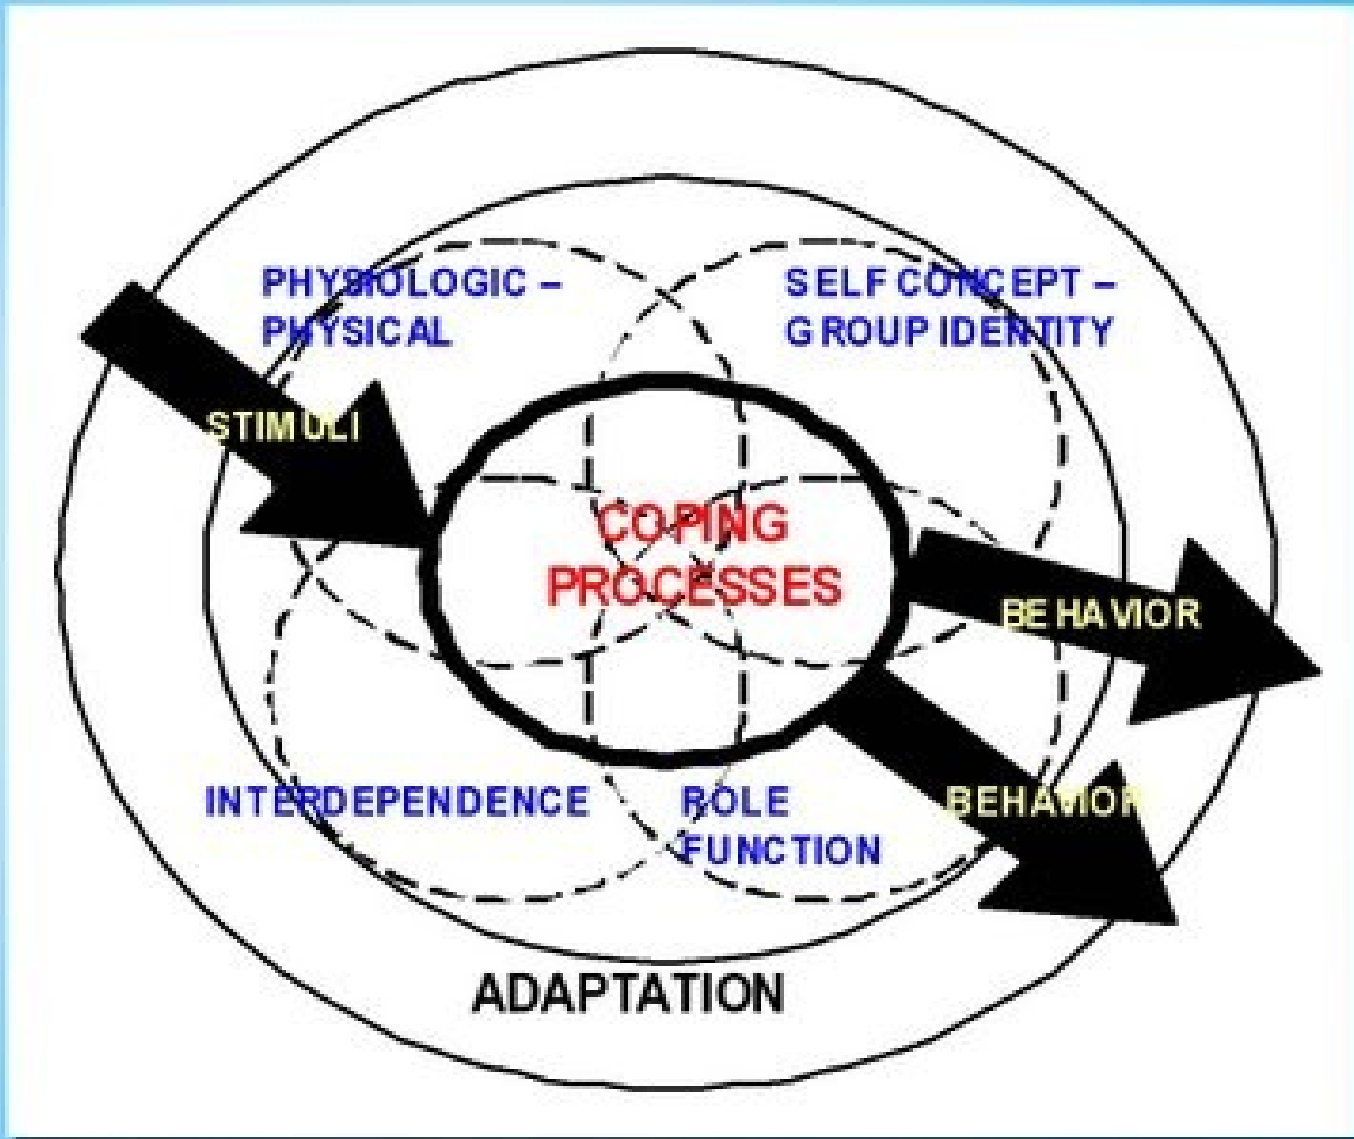 PHYSIOLOGIC –
PHYSICAL
SELF CONCEPT –
GROUP IDENTITY
STIMULI
COPING
PROCESSES
BEHAVIOR
INTERDEPENDENCE
ROLE
FUNCTION
BEHAVIOR
ADAPTATION